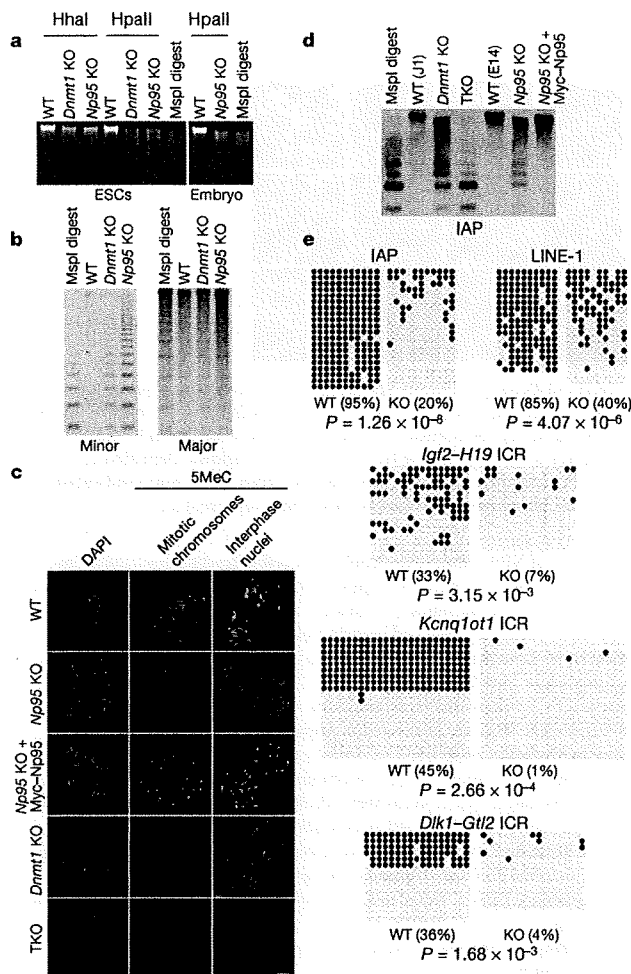 a
HhaI HpaII HpaII
WT
Dnmt1 KO
Np95 KO
WT
Dnmt1 KO
Np95 KO
MspI digest
WT
Np95 KO
MspI digest
ESCs Embryo
b
MspI digest
WT
Dnmt1 KO
Np95 KO
MspI digest
WT
Dnmt1 KO
Np95 KO
Minor Major
c
5MeC
DAPI
Mitotic
chromosomes
Interphase
nuclei
WT
Np95 KO
Np95 KO +
Myc–Np95
Dnmt1 KO
TKO
d
MspI digest
WT (J1)
Dnmt1 KO
TKO
WT (E14)
Np95 KO
Np95 KO +
Myc–Np95
IAP
e
IAP LINE-1
WT (95%) KO (20%) WT (85%) KO (40%)
P = 1.26 × 10–8 P = 4.07 × 10–6
Igf2–H19 ICR
WT (33%) KO (7%)
P = 3.15 × 10–3
Kcnq1ot1 ICR
WT (45%) KO (1%)
P = 2.66 × 10–4
Dlk1–Gtl2 ICR
WT (36%) KO (4%)
P = 1.68 × 10–3